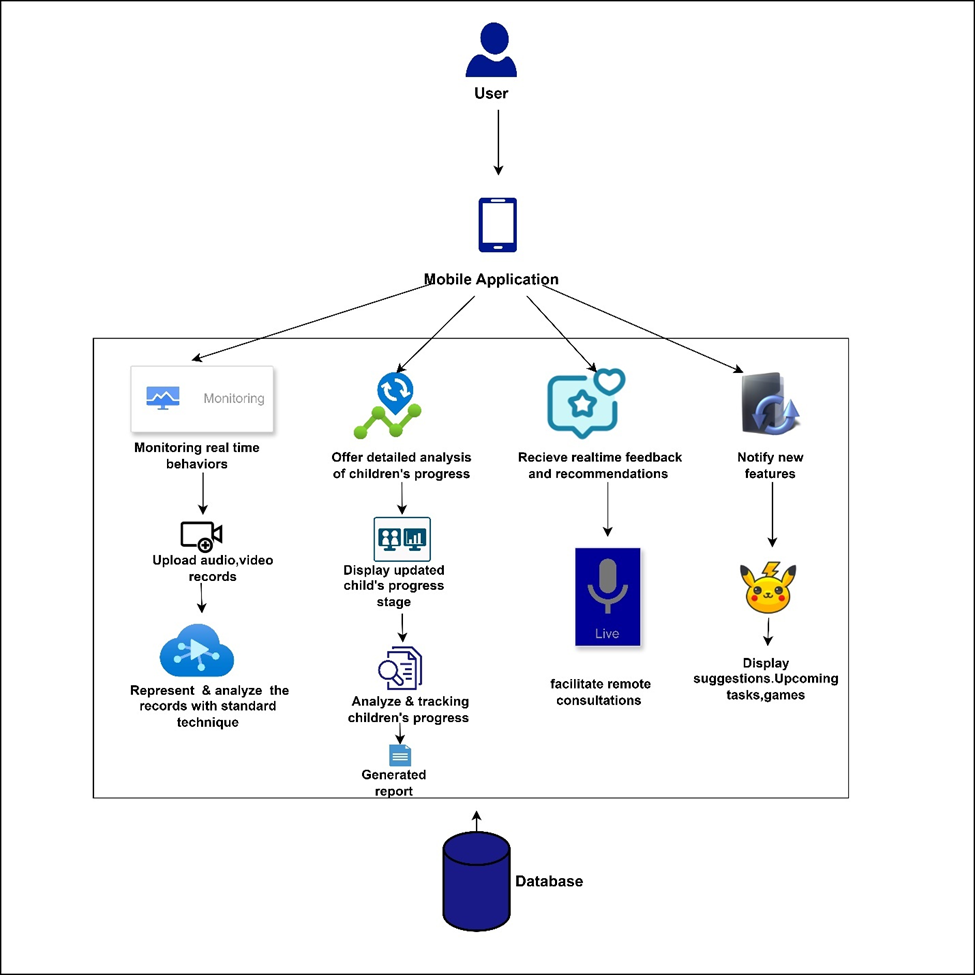 User
Mobile Application
Monitoring
Monitoring real time
behaviors
Upload audio,video
records
Represent & analyze the
records with standard
technique
Offer detailed analysis
of children's progress
Display updated
child's progress
stage
Analyze & tracking
children's progress
Generated
report
Recieve realtime feedback
and recommendations
Live
facilitate remote
consultations
Notify new
features
Display
suggestions.Upcoming
tasks,games
Database